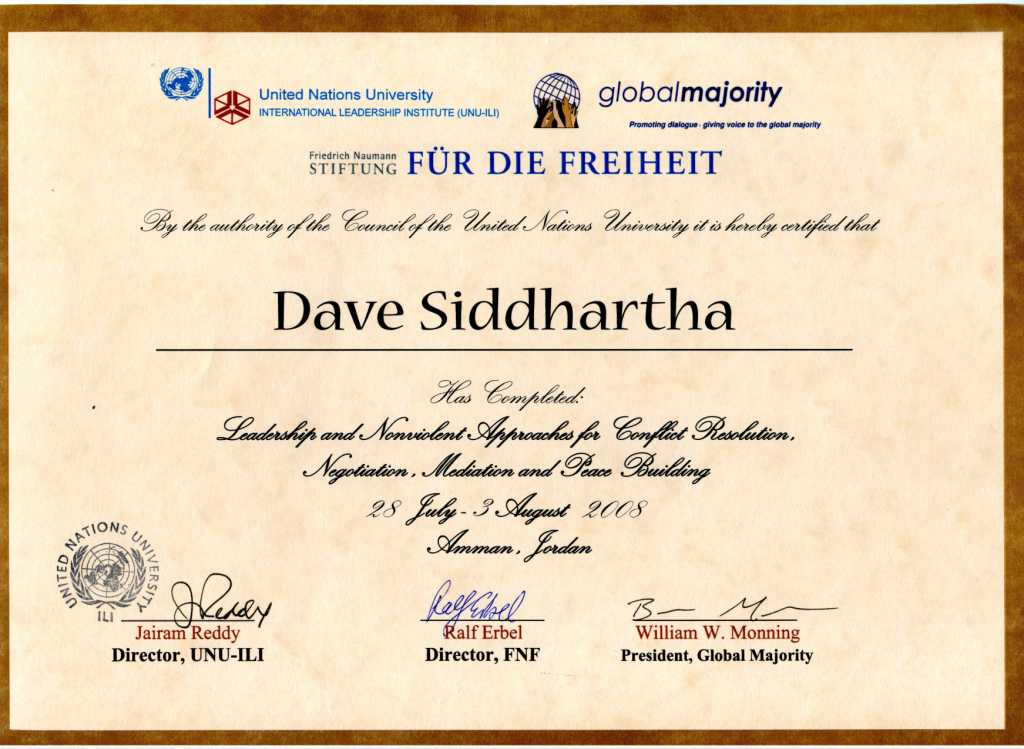 United Nations University
INTERNATIONAL LEADERSHIP INSTITUTE (UNU-ILI)
globalmajority
Promoting dialogue - giving voice to the global majority
Friedrich Naumann
STIFTUNG FÜR DIE FREIHEIT
By the authority of the Council of the United Nations University it is hereby certified that
Dave Siddhartha
Has Completed:
Leadership and Nonviolent Approaches for Conflict Resolution,
Negotiation, Mediation and Peace Building
28 July - 3 August 2008
Amman, Jordan
UNITED NATIONS UNIVERSITY
ILI
J Reddy
Ralf Erbel
Jairam Reddy
Ralf Erbel
William W. Monning
Director, UNU-ILI
Director, FNF
President, Global Majority